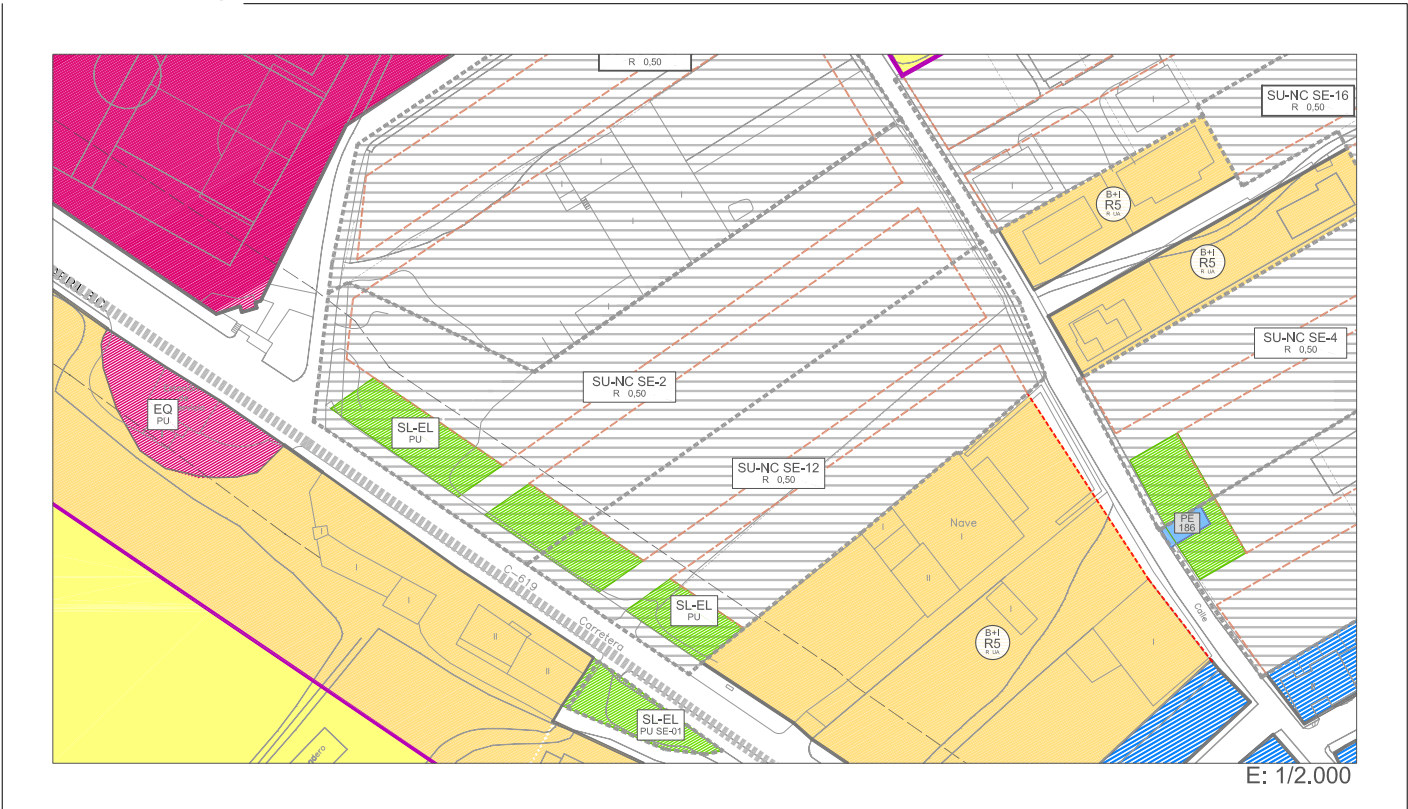 R 0,50
SU-NC SE-16
R 0,50
B+I
R5
R UA
B+I
R5
R UA
SU-NC SE-4
R 0,50
SU-NC SE-2
R 0,50
EQ
PU
SL-EL
PU
SU-NC SE-12
R 0,50
Nave
I
II
PE
186
C-619
Carretera
SL-EL
PU
Calle
B+I
R5
R UA
I
I
I
I
II
II
SL-EL
PU SE-01
E: 1/2.000